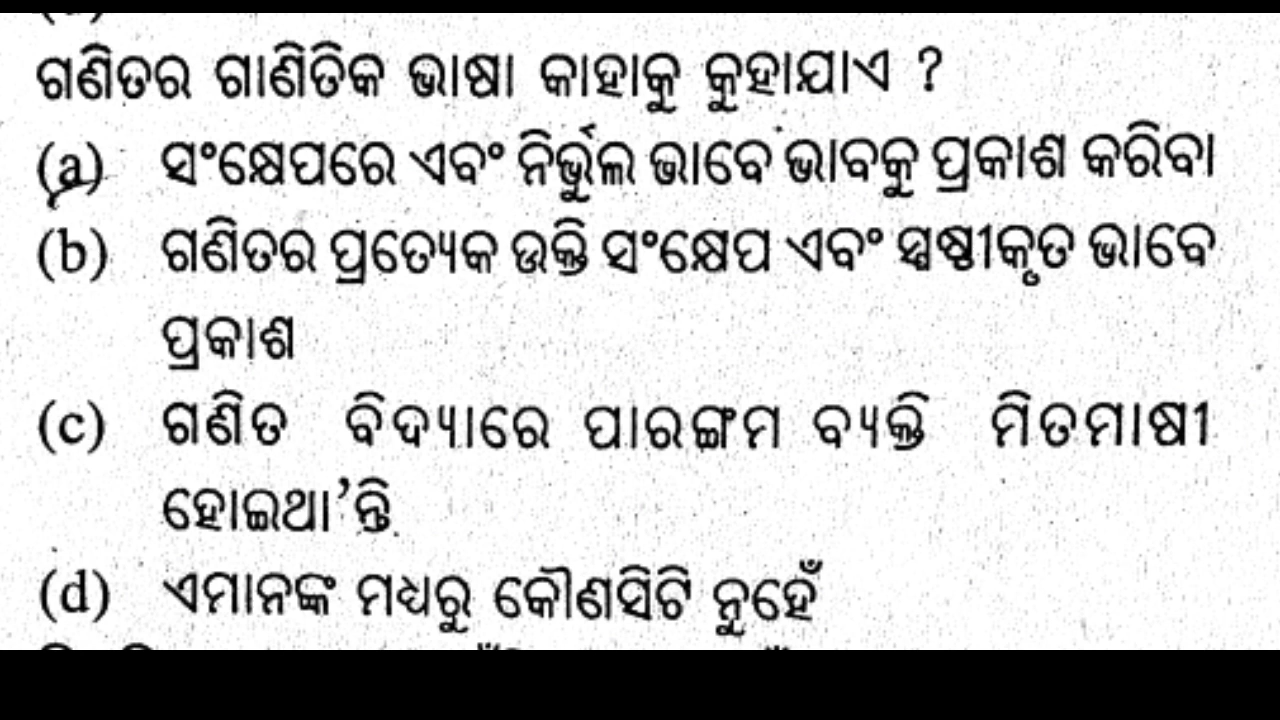 ଗଣିତର ଗାଣିତିକ ଭାଷା କାହାକୁ କୁହାଯାଏ ?
(a) ସଂକ୍ଷେପରେ ଏବଂ ନିର୍ଭୁଲ ଭାବେ ଭାବକୁ ପ୍ରକାଶ କରିବା
(b) ଗଣିତର ପ୍ରତ୍ୟେକ ଉକ୍ତି ସଂକ୍ଷେପ ଏବଂ ସ୍ପଷ୍ଟୀକୃତ ଭାବେ
ପ୍ରକାଶ
(c) ଗଣିତ ବିଦ୍ୟାରେ ପାରଙ୍ଗମ ବ୍ୟକ୍ତି ମିତମାଷୀ
ହୋଇଥା’ନ୍ତି
(d) ଏମାନଙ୍କ ମଧ୍ୟରୁ କୌଣସିଟି ନୁହେଁ